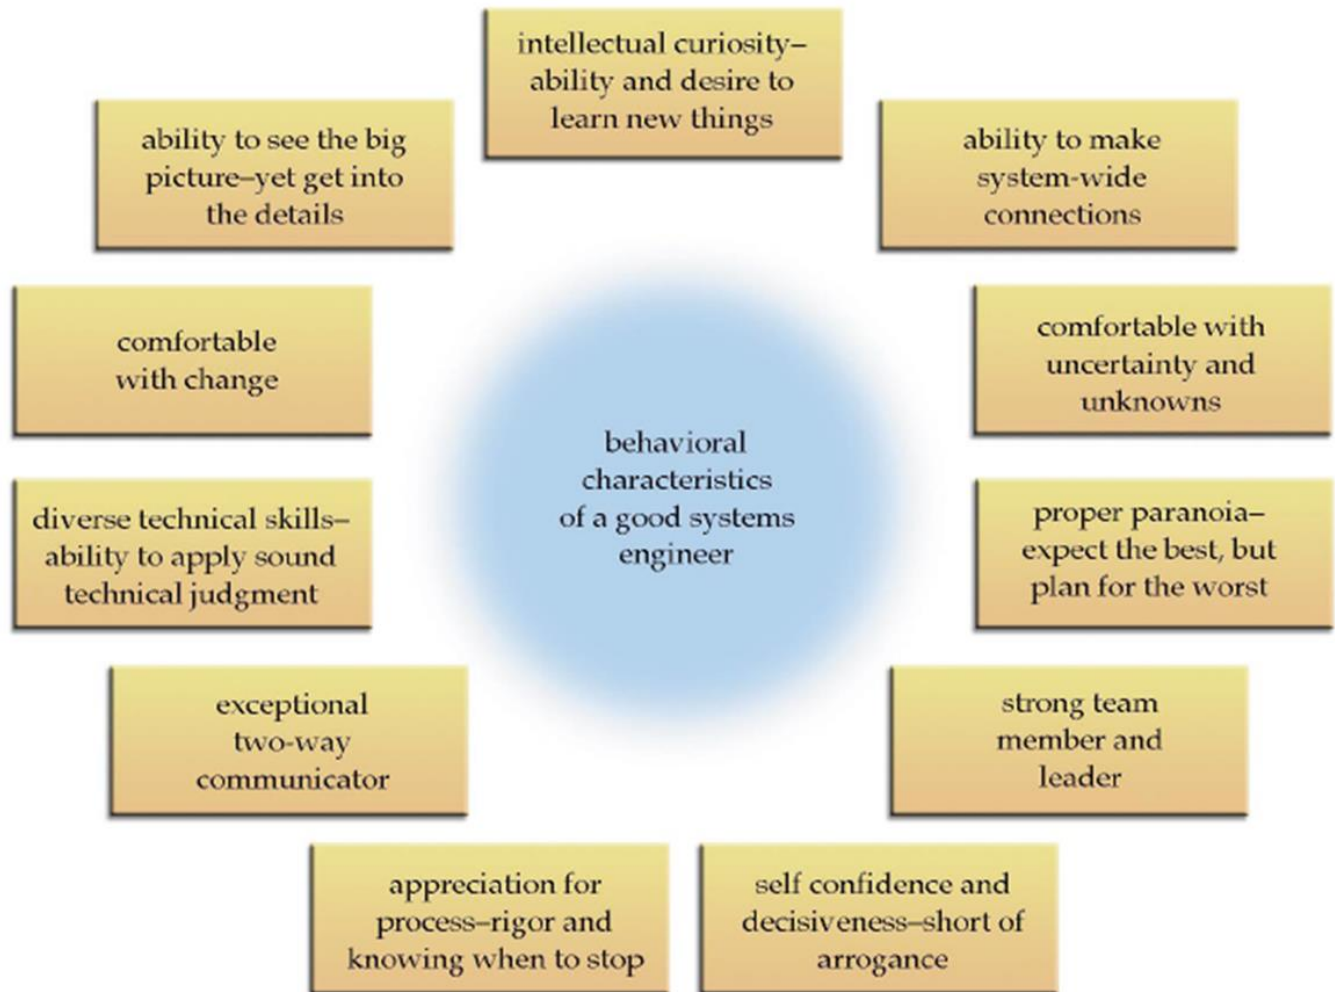 intellectual curiosity–
ability and desire to
learn new things
ability to see the big
picture–yet get into
the details
ability to make
system-wide
connections
comfortable
with change
comfortable with
uncertainty and
unknowns
behavioral
characteristics
of a good systems
engineer
diverse technical skills–
ability to apply sound
technical judgment
proper paranoia–
expect the best, but
plan for the worst
exceptional
two-way
communicator
strong team
member and
leader
appreciation for
process–rigor and
knowing when to stop
self confidence and
decisiveness–short of
arrogance